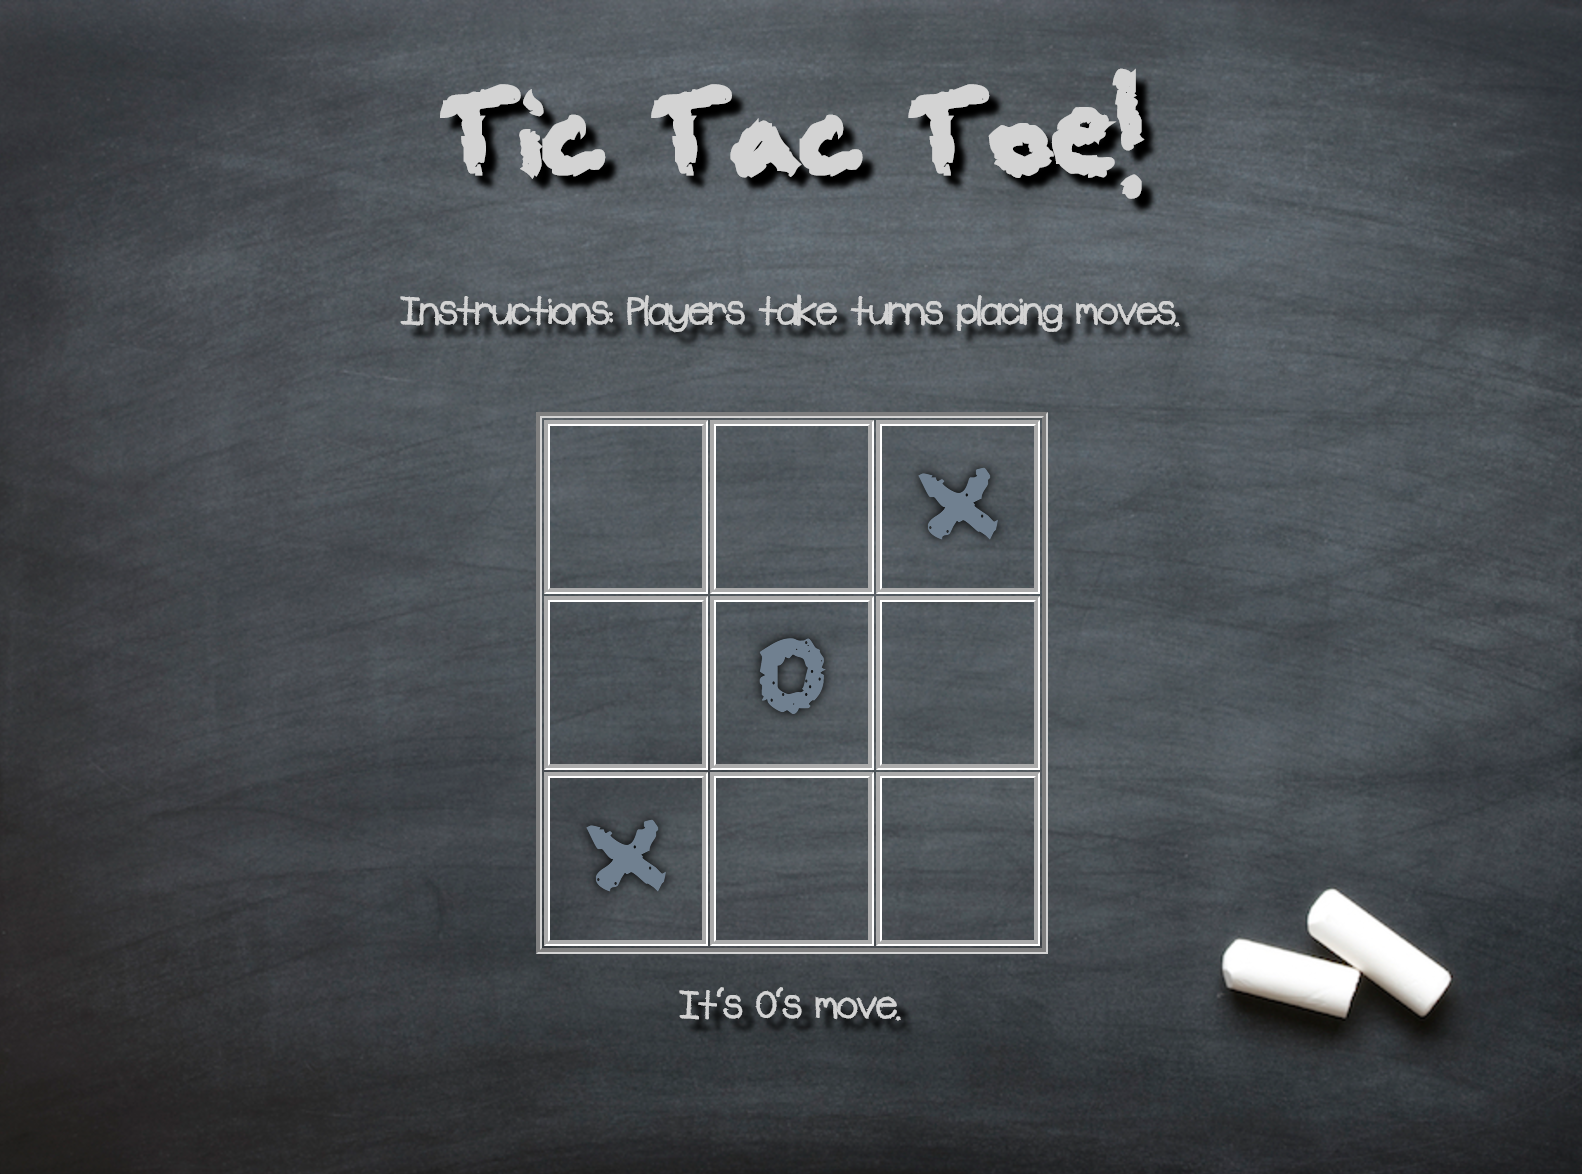 Tic Tac Toe!
Instructions: Players take turns placing moves.
X
O
X
It's O's move.